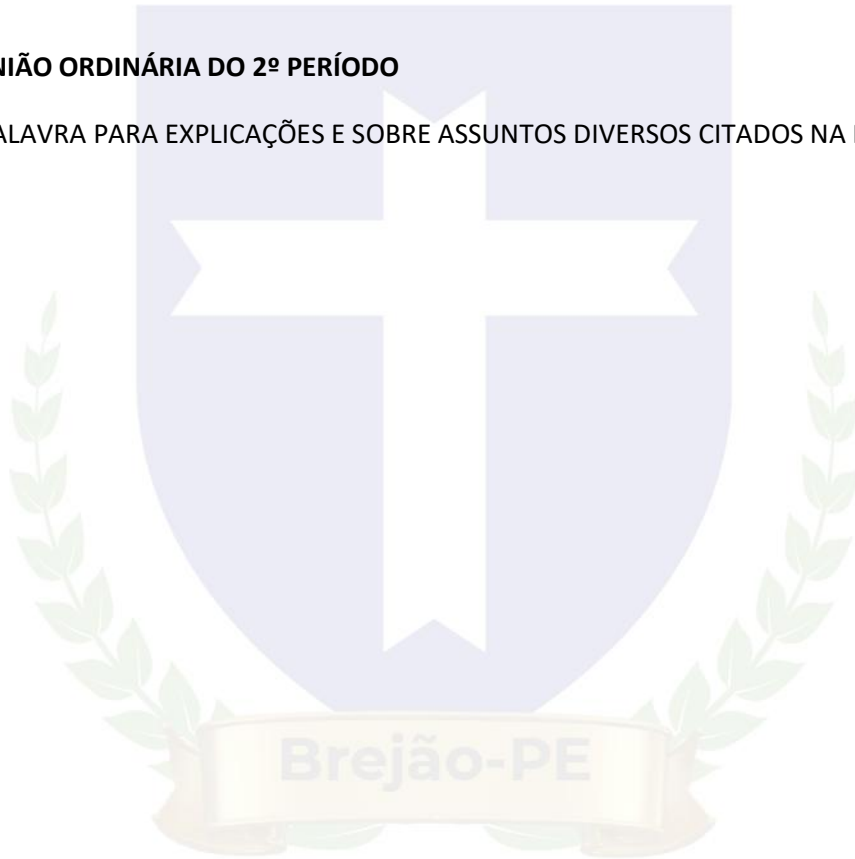 NIÃO ORDINÁRIA DO 2º PERÍODO
ALAVRA PARA EXPLICAÇÕES E SOBRE ASSUNTOS DIVERSOS CITADOS NA
Brejão-PE